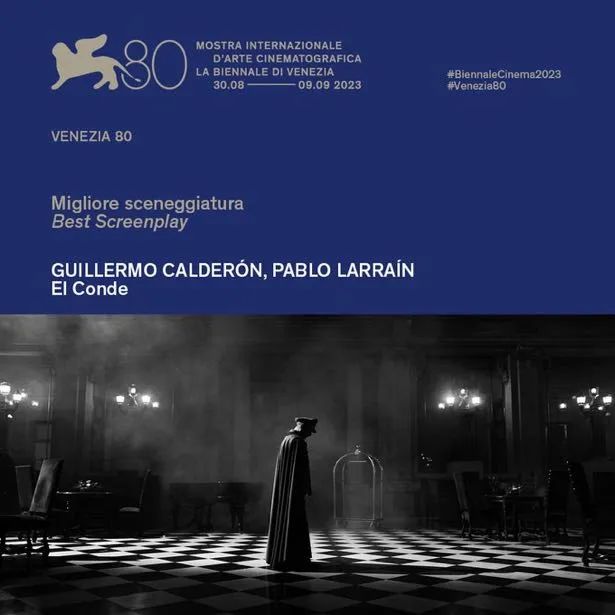 80
MOSTRA INTERNAZIONALE
D'ARTE CINEMATOGRAFICA
LA BIENNALE DI VENEZIA
30.08 ——— 09.09 2023
#BiennaleCinema2023
#Venezia80
VENEZIA 80
Migliore sceneggiatura
Best Screenplay
GUILLERMO CALDERÓN, PABLO LARRAÍN
El Conde